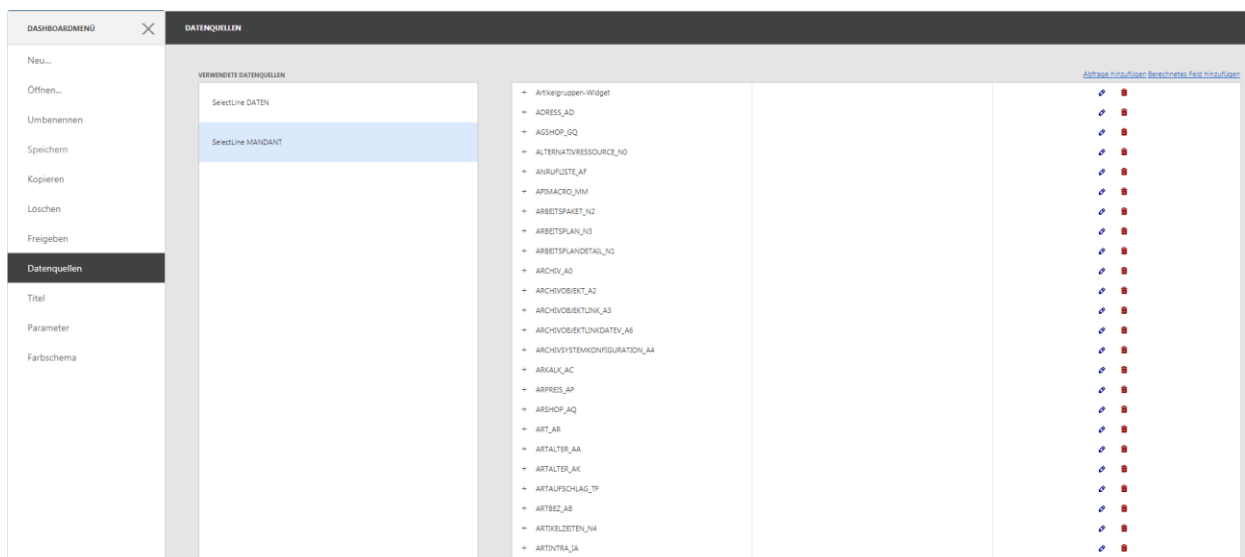 DASHBOARDMENÜ
DATENQUELLEN
Neu...
Öffnen...
Umbenennen
Speichern
Kopieren
Löschen
Freigeben
Datenquellen
Titel
Parameter
Farbschema
VERWENDETE DATENQUELLEN
SelectLine DATEN
SelectLine MANDANT
Abfrage hinzufügen Berechnetes Feld hinzufügen
+ Artikelgruppen-Widget
+ ADRESS_AD
+ AGSHOP_GQ
+ ALTERNATIVRESSOURCE_N0
+ ANRUFLISTE_AF
+ APIMACRO_MM
+ ARBEITSPAKET_N2
+ ARBEITSPLAN_N3
+ ARBEITSPLANDETAIL_N1
+ ARCHIV_A0
+ ARCHIVOBJEKT_A2
+ ARCHIVOBJEKTLINK_A3
+ ARCHIVOBJEKTLINKDATEV_A6
+ ARCHIVSYSTEMKONFIGURATION_A4
+ ARKALK_AC
+ ARPREIS_AP
+ ARSHOP_AQ
+ ART_AR
+ ARTALTER_AA
+ ARTALTER_AK
+ ARTAUFSCHLAG_TF
+ ARTBEZ_AB
+ ARTIKELZEITEN_N4
+ ARTINTRA_IA